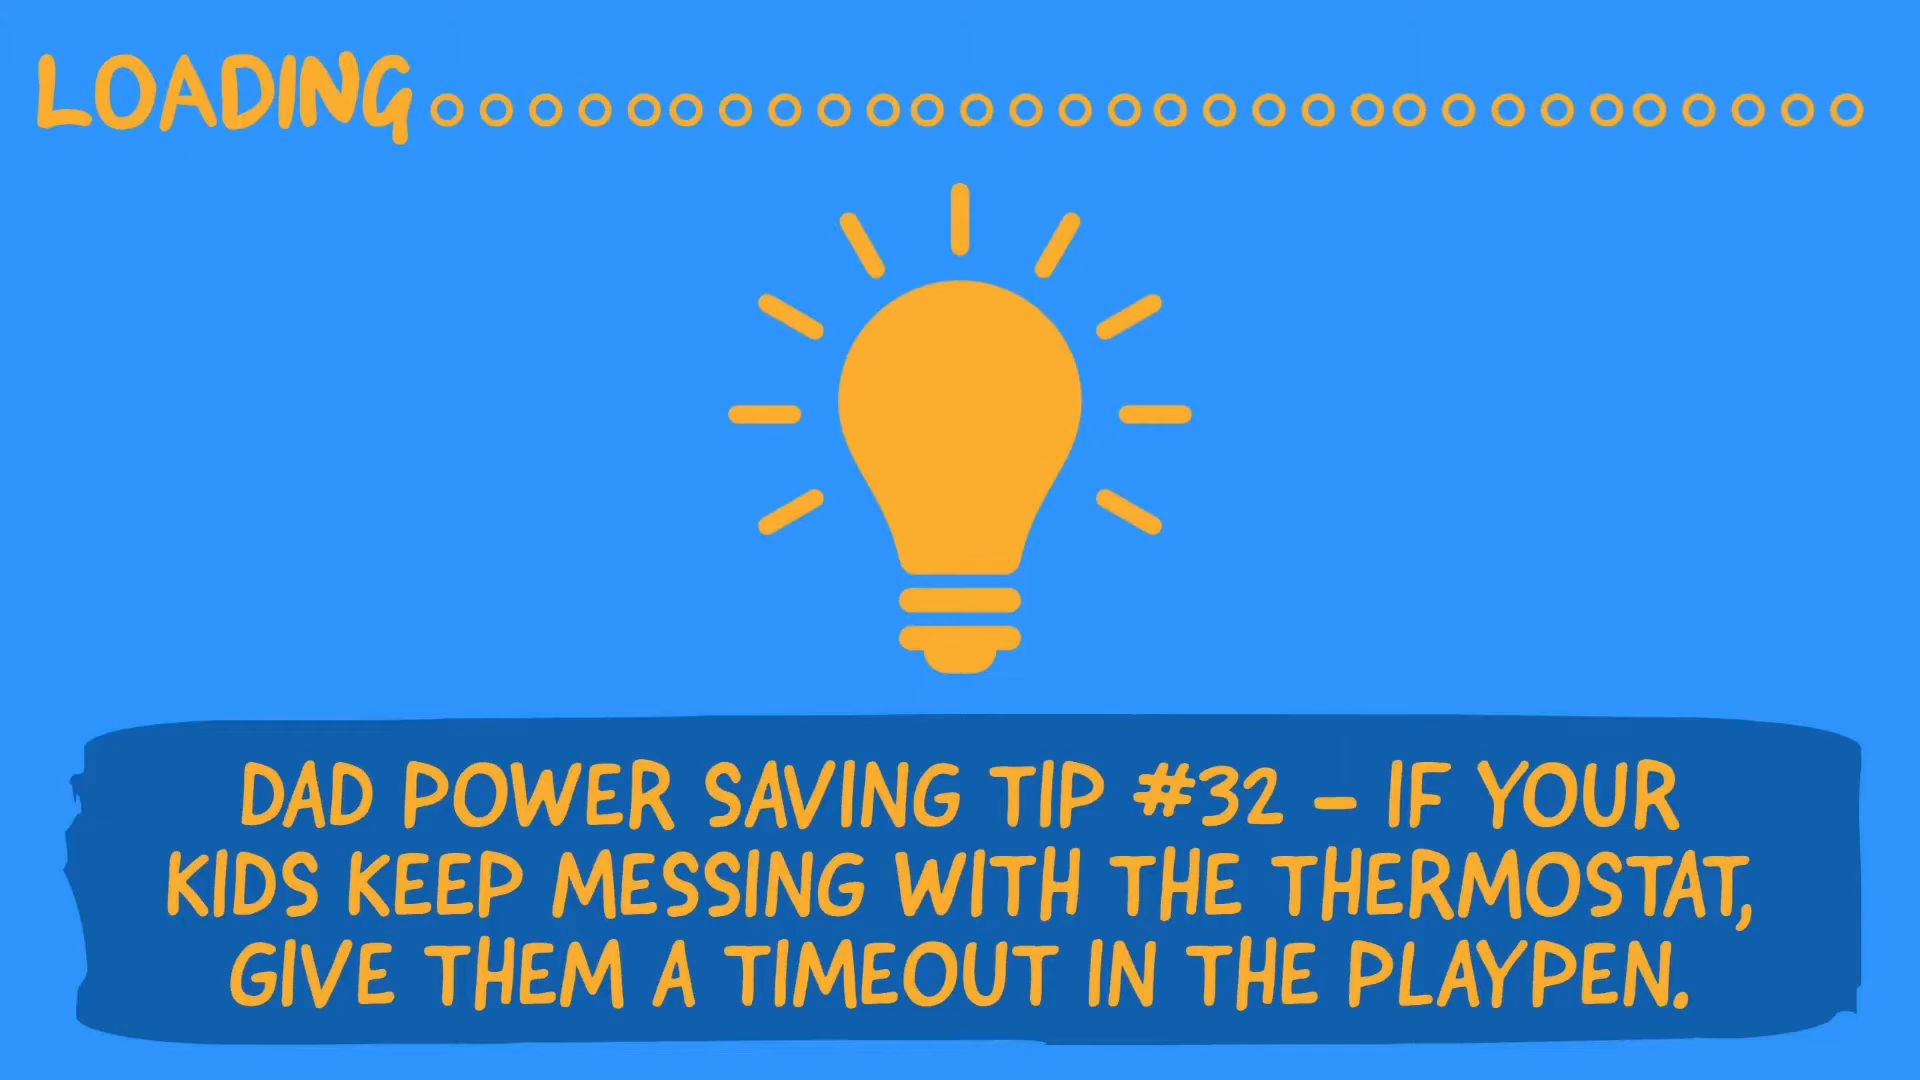 LOADING..............................
DAD POWER SAVING TIP #32 – IF YOUR
KIDS KEEP MESSING WITH THE THERMOSTAT,
GIVE THEM A TIMEOUT IN THE PLAYPEN.